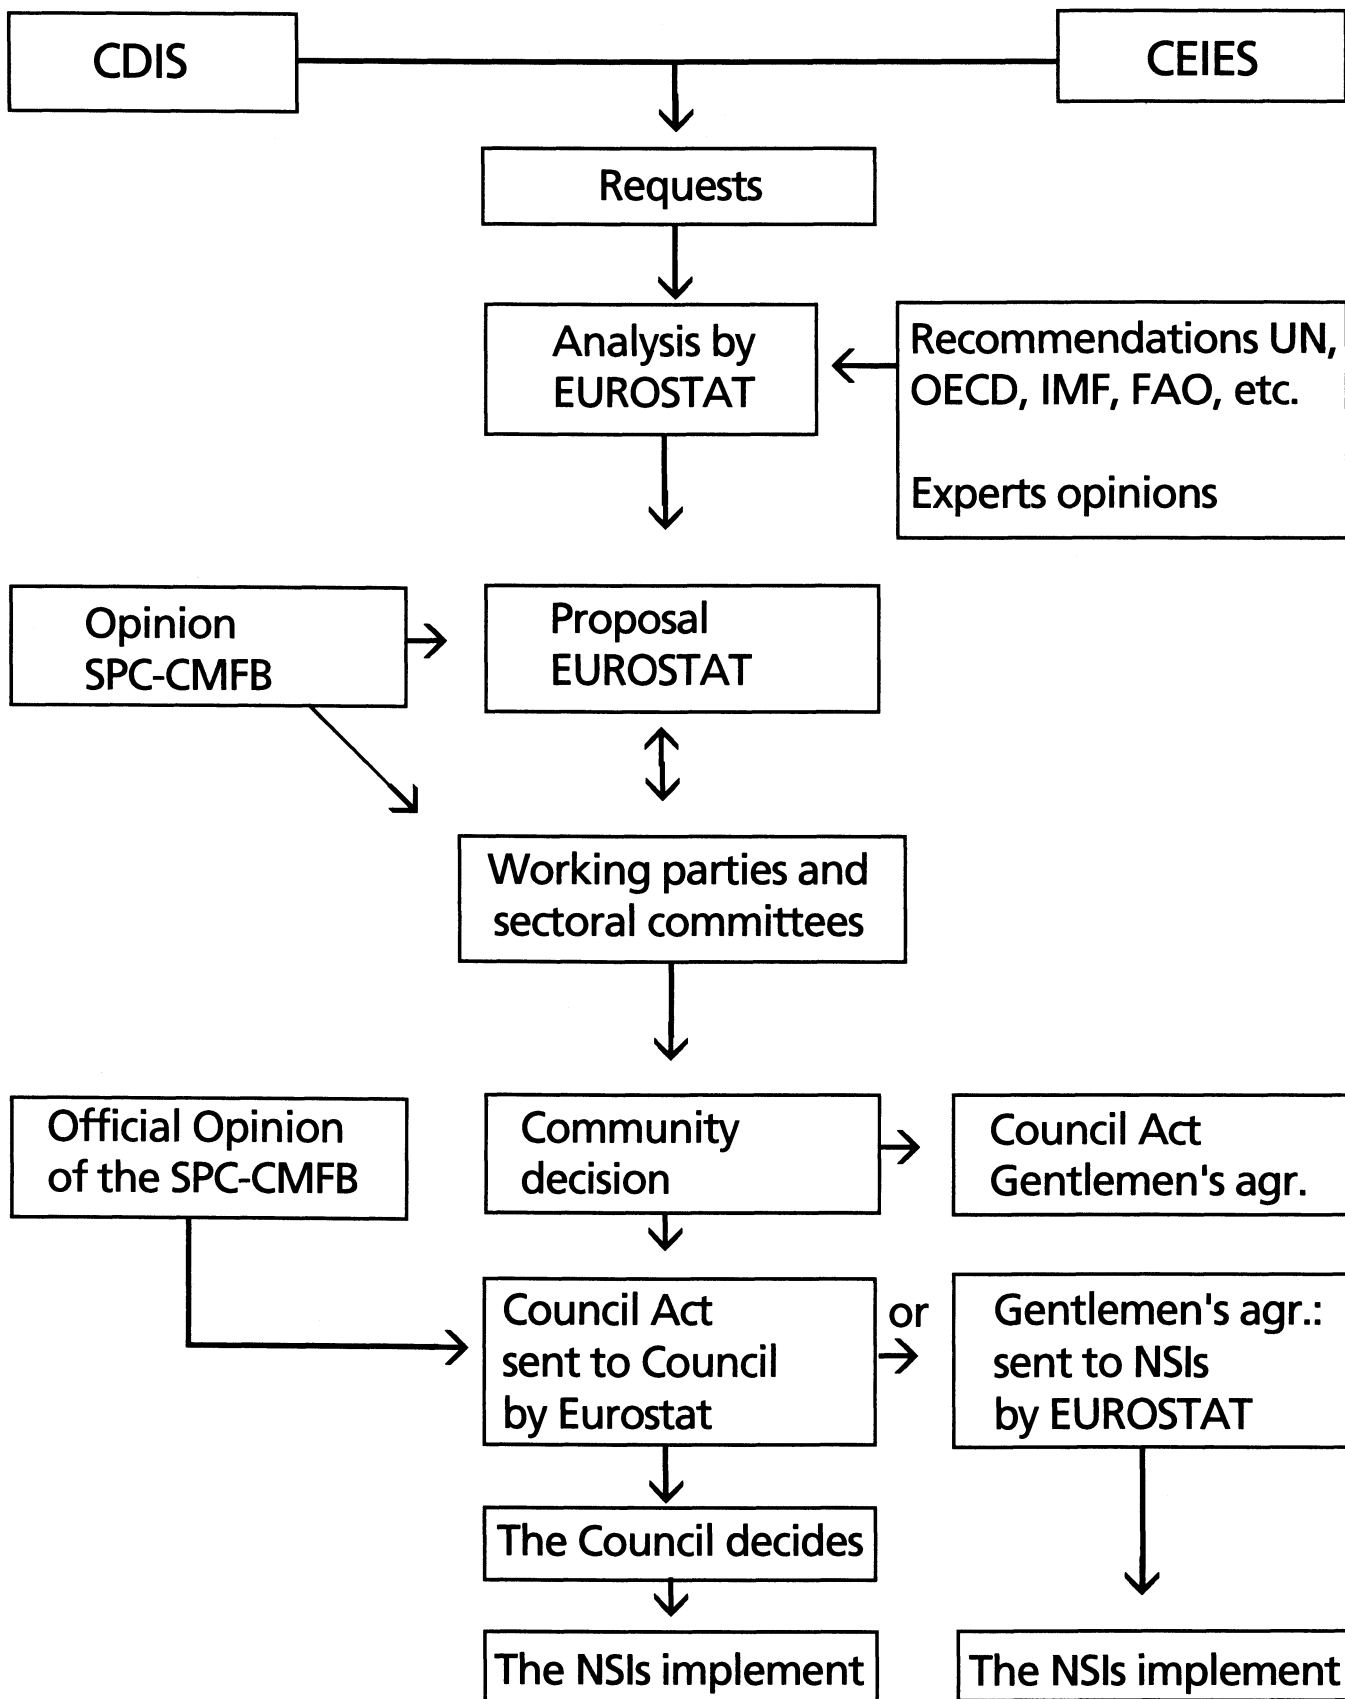 CDIS
CEIES
Requests
Analysis by
EUROSTAT
Recommendations UN,
OECD, IMF, FAO, etc.
Experts opinions
Opinion
SPC-CMFB
Proposal
EUROSTAT
Working parties and
sectoral committees
Official Opinion
of the SPC-CMFB
Community
decision
Council Act
Gentlemen's agr.
Council Act
sent to Council
by Eurostat
or
Gentlemen's agr.:
sent to NSIs
by EUROSTAT
The Council decides
The NSIs implement
The NSIs implement